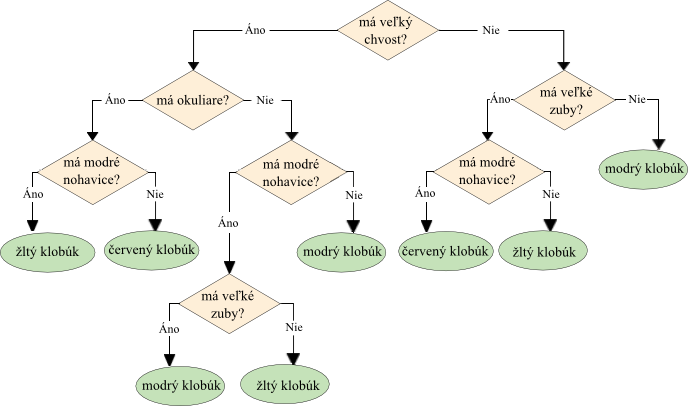 má veľký
chvost?
Áno
Nie
má okuliare?
má veľké
zuby?
Áno
Nie
Áno
Nie
má modré
nohavice?
má modré
nohavice?
má modré
nohavice?
modrý klobúk
Áno
Nie
Áno
Nie
Áno
Nie
žltý klobúk
červený klobúk
modrý klobúk
červený klobúk
žltý klobúk
má veľké
zuby?
Áno
Nie
modrý klobúk
žltý klobúk